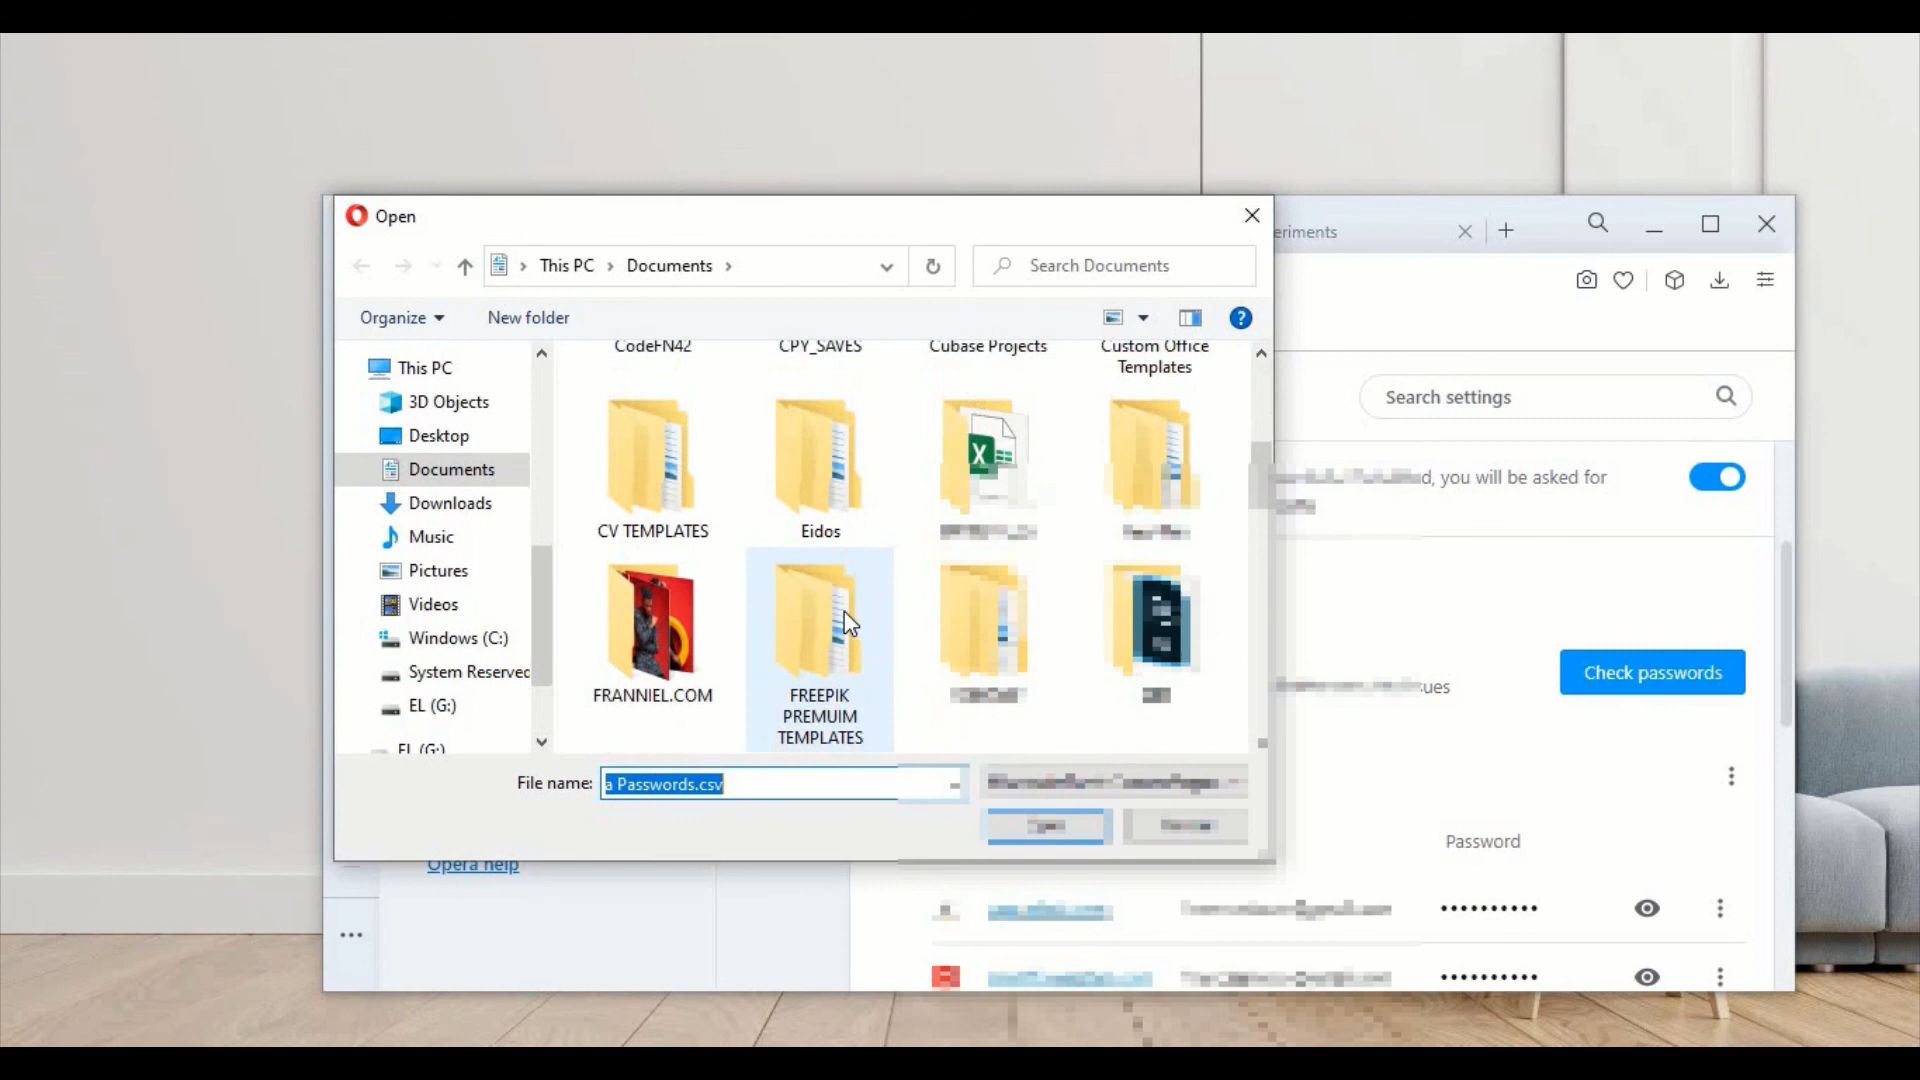 Open
eriments
This PC
Documents
Search Documents
Organize
New folder
CodeFN42
CPY_SAVES
Cubase Projects
Custom Office
Templates
This PC
3D Objects
Desktop
Documents
Downloads
Music
Pictures
Videos
Windows (C:)
System Reserved
EL (G:)
EL (G:)
CV TEMPLATES
Eidos
FRANNIEL.COM
FREEPIK
PREMUIM
TEMPLATES
File name:
a Passwords.csv
Opera help
Search settings
d, you will be asked for
ues
Check passwords
Password